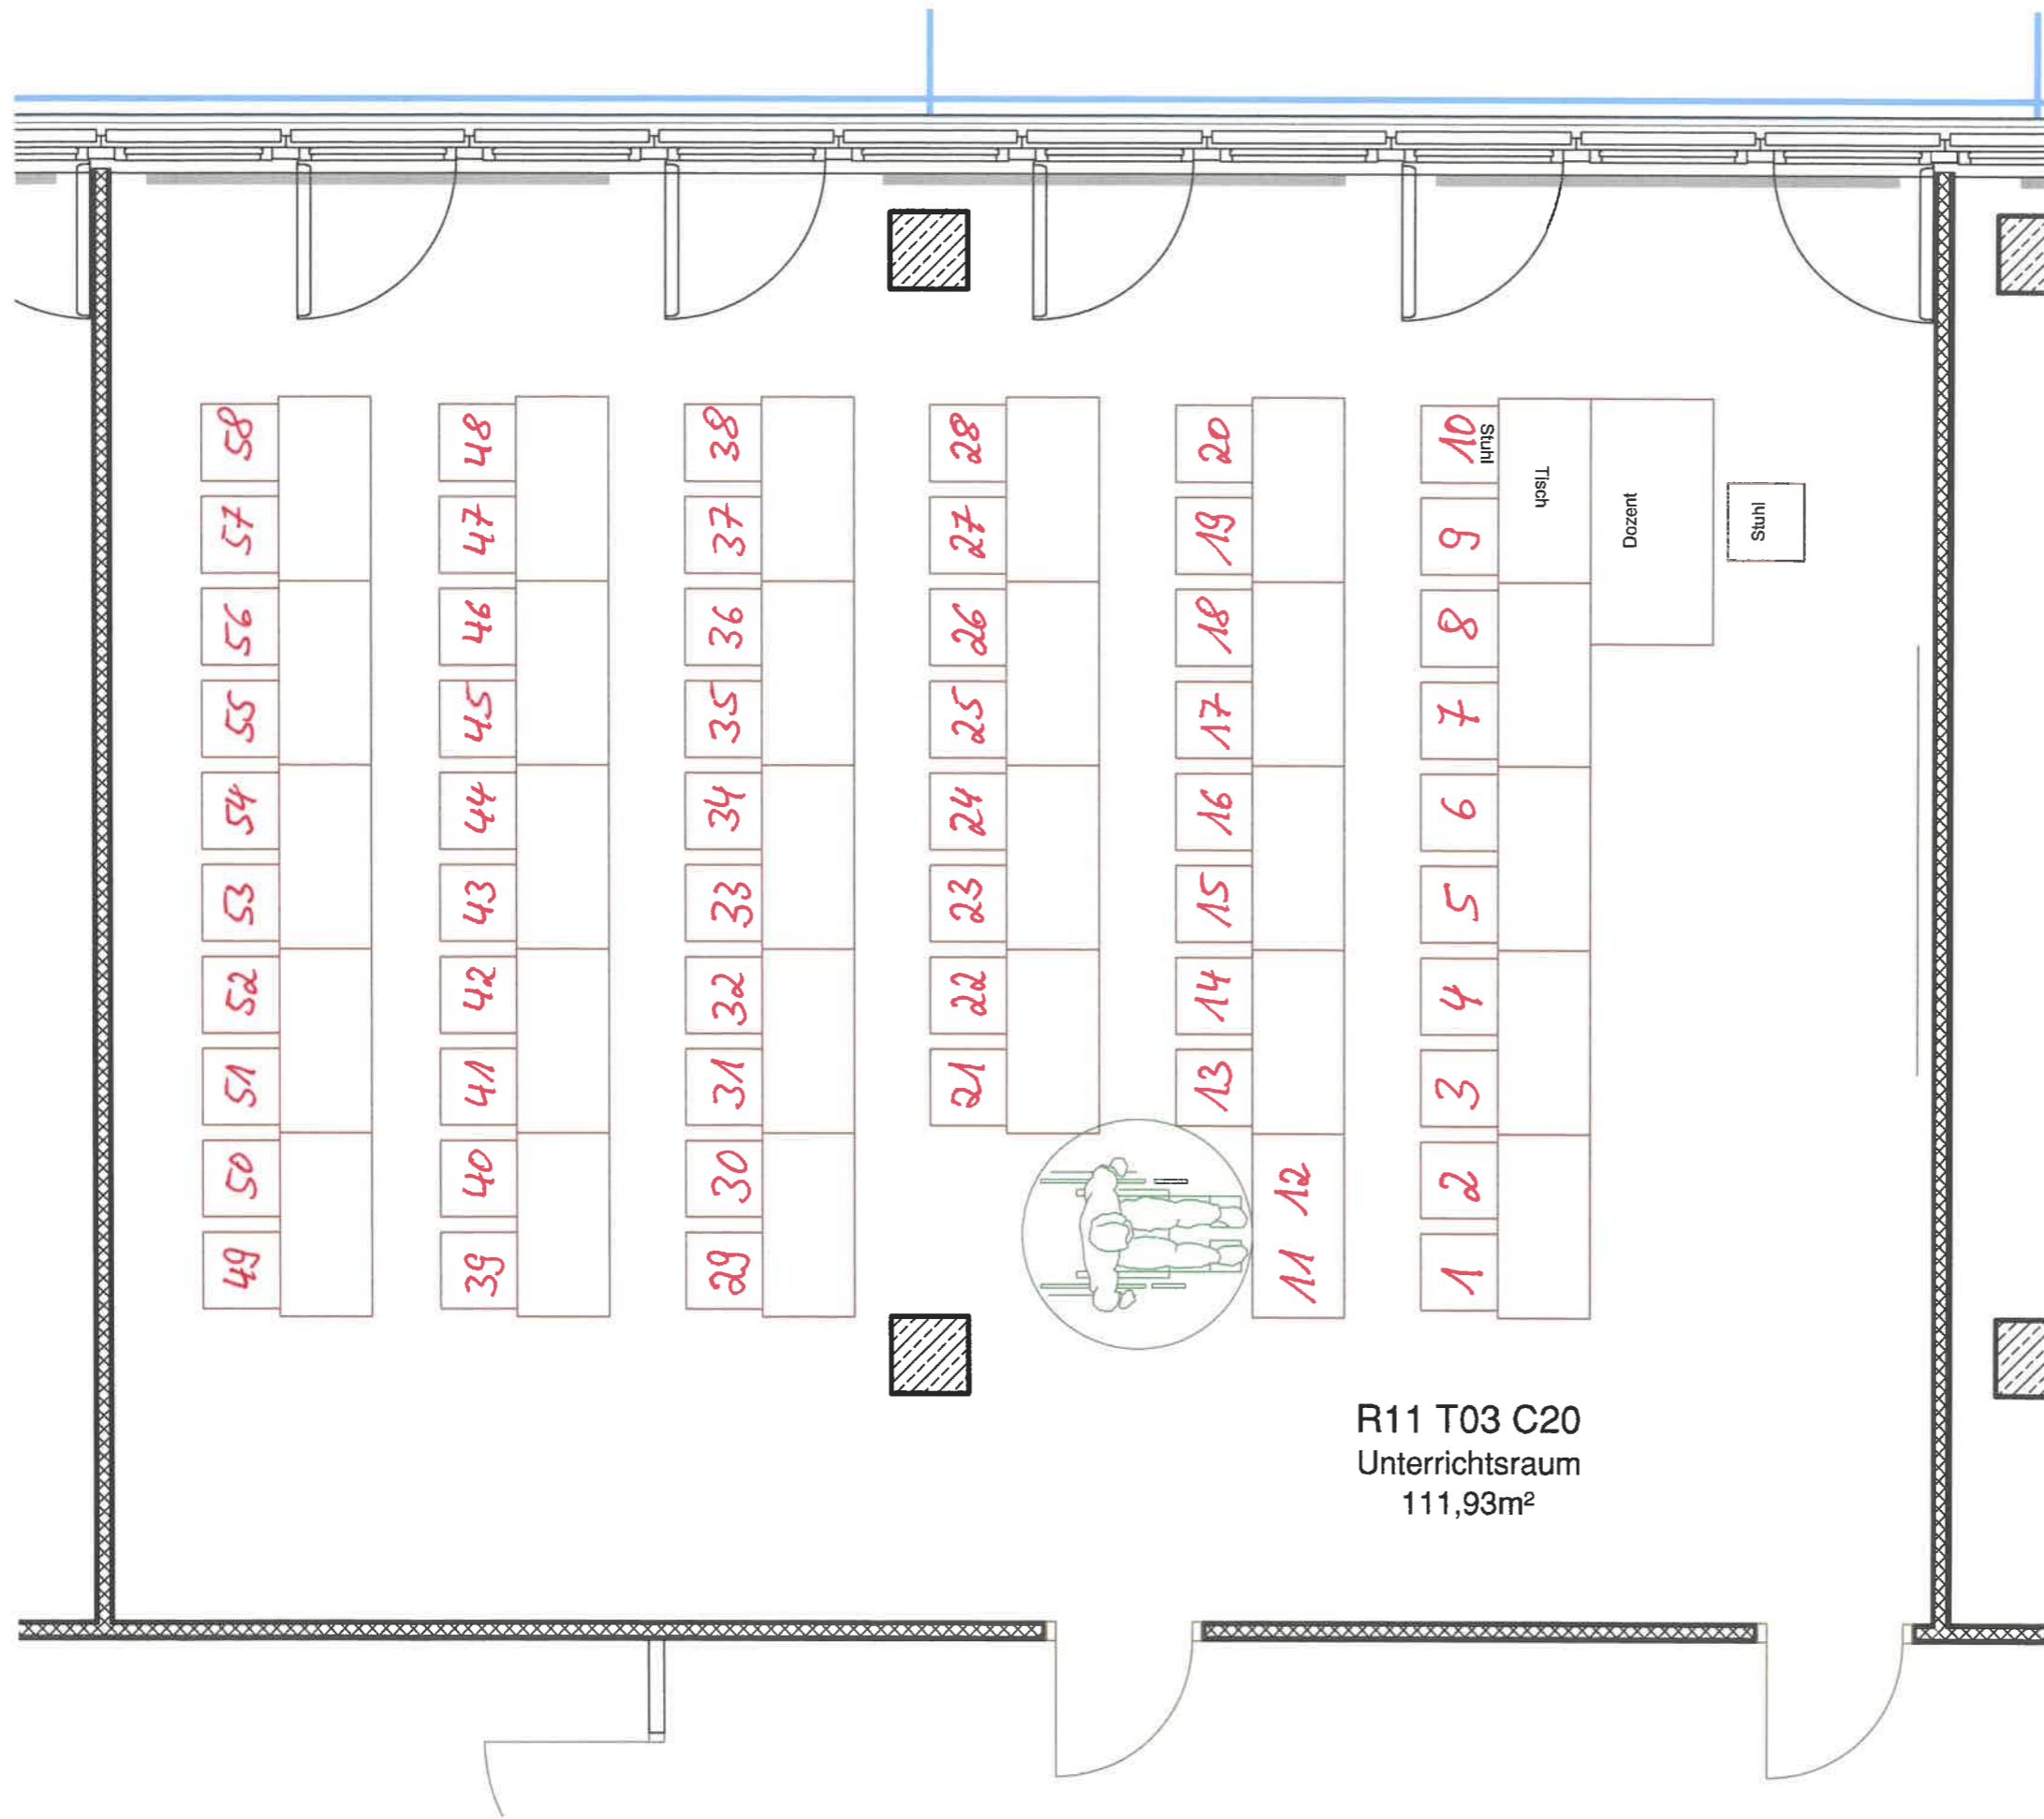 58 48 38 28 20 10 Stuhl
Tisch
Dozent
Stuhl
57 47 37 27 19 9
56 46 36 26 18 8
55 45 35 25 17 7
54 44 34 24 16 6
53 43 33 23 15 5
52 42 32 22 14 4
51 41 31 21 13 3
50 40 30 12 2
49 39 29 11 1
R11 T03 C20
Unterrichtsraum
111,93m²